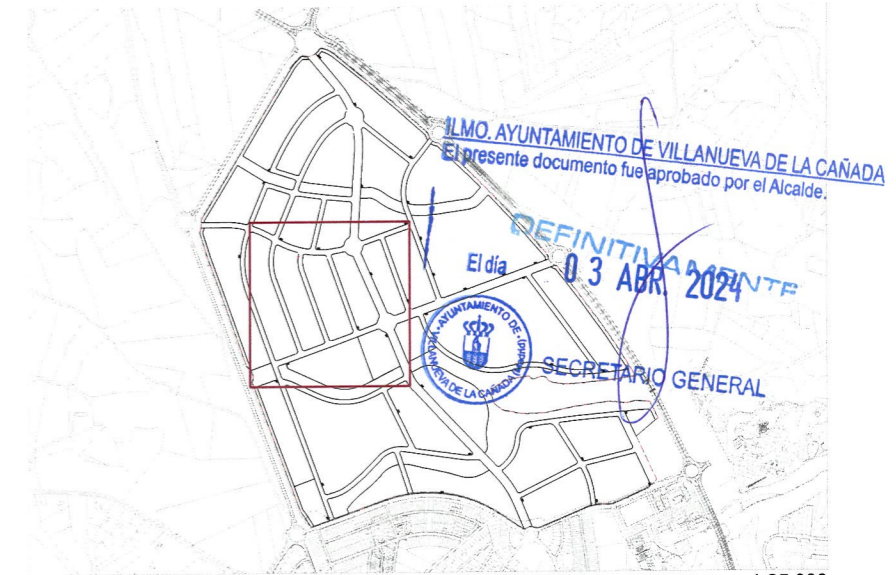 ILMO. AYUNTAMIENTO DE VILLANUEVA DE LA CAÑADA
El presente documento fue aprobado por el Alcalde.
DEFINITIVAMENTE
El día
03 ABR. 2024
AYUNTAMIENTO DE
VILLANUEVA DE LA CAÑADA (Madrid)
SECRETARIO GENERAL